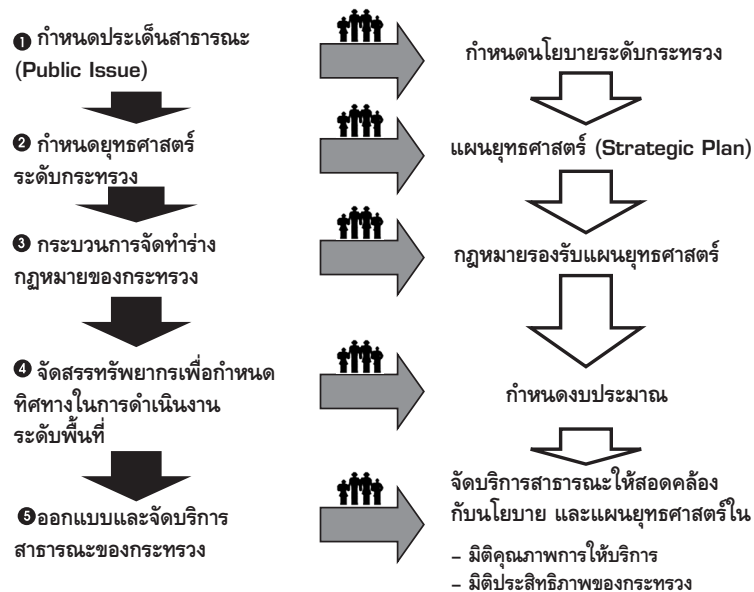 ❶ กำหนดประเด็นสาธารณะ
(Public Issue)
กำหนดนโยบายระดับกระทรวง
❷ กำหนดยุทธศาสตร์
ระดับกระทรวง
แผนยุทธศาสตร์ (Strategic Plan)
❸ กระบวนการจัดทำร่าง
กฏหมายของกระทรวง
กฎหมายรองรับแผนยุทธศาสตร์
❹ จัดสรรทรัพยากรเพื่อกำหนด
ทิศทางในการดำเนินงาน
ระดับพื้นที่
กำหนดงบประมาณ
❺ออกแบบและจัดบริการ
สาธารณะของกระทรวง
จัดบริการสาธารณะให้สอดคล้อง
กับนโยบาย และแผนยุทธศาสตร์ใน
– มิติคุณภาพการให้บริการ
– มิติประสิทธิภาพของกระทรวง